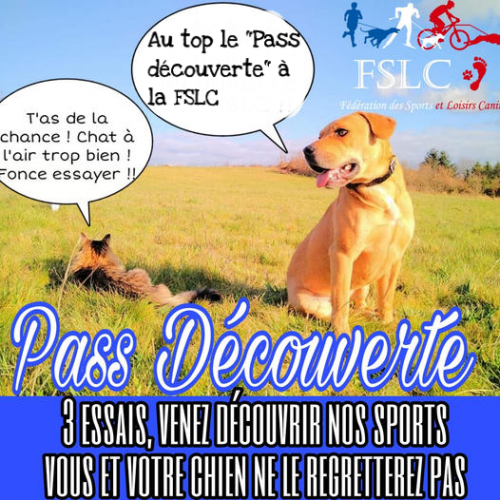 Au top le "Pass
découverte" à
la FSLC
FSLC
Fédération des Sports et Loisirs Canins
T'as de la
chance ! Chat à
l'air trop bien !
Fonce essayer !!
Pass Découverte
3 ESSAIS, VENEZ DÉCOUVRIR NOS SPORTS
VOUS ET VOTRE CHIEN NE LE REGRETTEREZ PAS